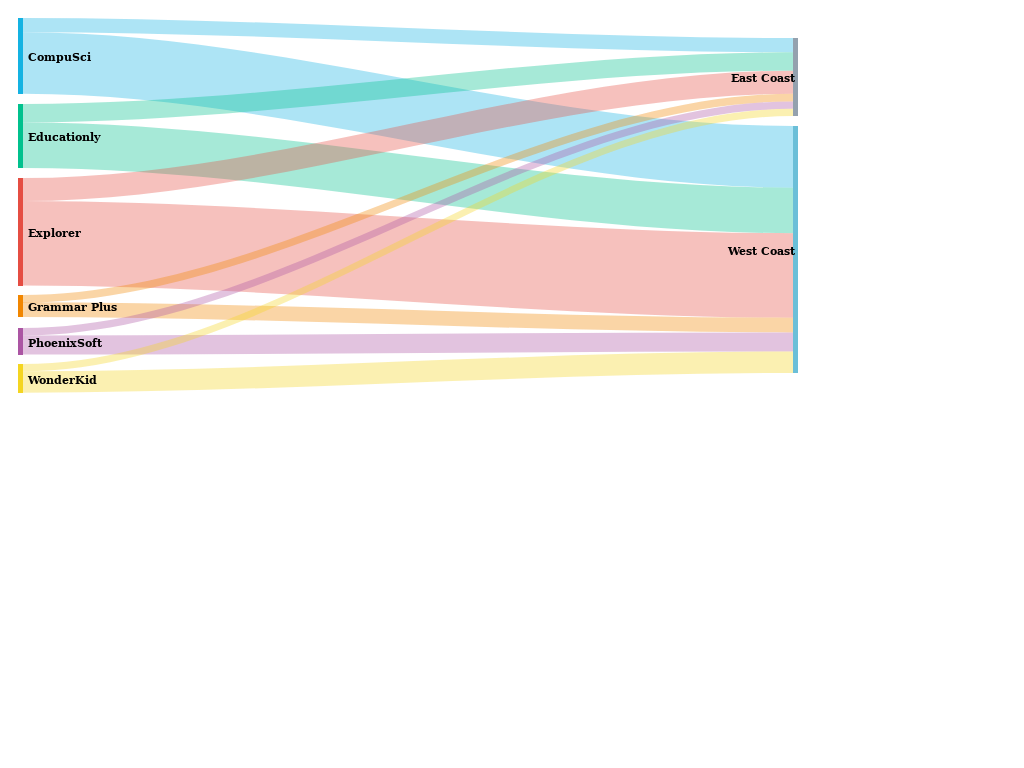 CompuSci
Educationly
Explorer
Grammar Plus
PhoenixSoft
WonderKid
East Coast
West Coast